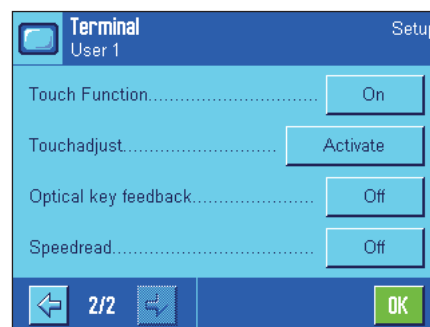 Terminal
Setup
User 1
Touch Function.............................. On
Touchadjust........................... Activate
Optical key feedback...................... Off
Speedread.................................... Off
2/2
OK